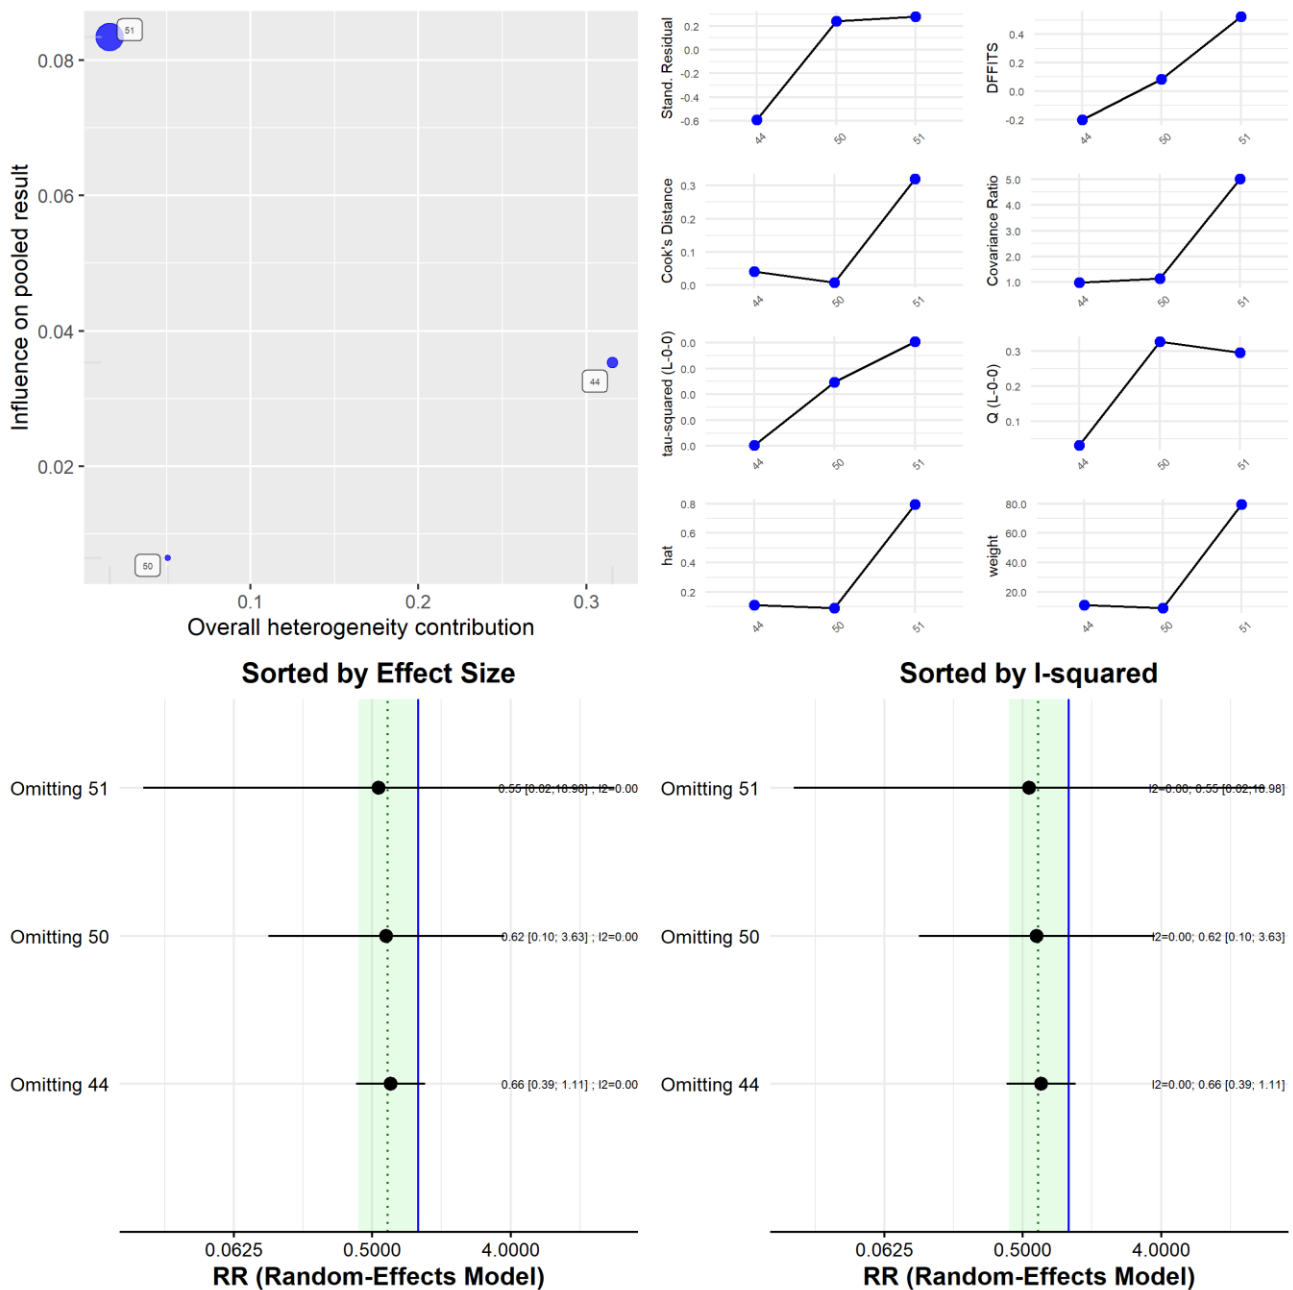 Influence on pooled result
0.08
0.06
0.04
0.02
51
44
50
0.1
0.2
0.3
Overall heterogeneity contribution
Stand. Residual
0.2
0.0
-0.2
-0.4
-0.6
44
50
51
DFFITS
0.4
0.2
0.0
-0.2
44
50
51
Cook's Distance
0.3
0.2
0.1
0.0
44
50
51
Covariance Ratio
5.0
4.0
3.0
2.0
1.0
44
50
51
tau-squared (L-0-0)
0.0
0.0
0.0
0.0
0.0
44
50
51
Q (L-0-0)
0.3
0.2
0.1
44
50
51
hat
0.8
0.6
0.4
0.2
44
50
51
weight
80.0
60.0
40.0
20.0
44
50
51
Sorted by Effect Size
Omitting 51
0.55 [0.02;18.98] ; I2=0.00
Omitting 50
0.62 [0.10; 3.63] ; I2=0.00
Omitting 44
0.66 [0.39; 1.11] ; I2=0.00
0.0625
0.5000
4.0000
RR (Random-Effects Model)
Sorted by I-squared
Omitting 51
I2=0.00; 0.55 [0.02;18.98]
Omitting 50
I2=0.00; 0.62 [0.10; 3.63]
Omitting 44
I2=0.00; 0.66 [0.39; 1.11]
0.0625
0.5000
4.0000
RR (Random-Effects Model)